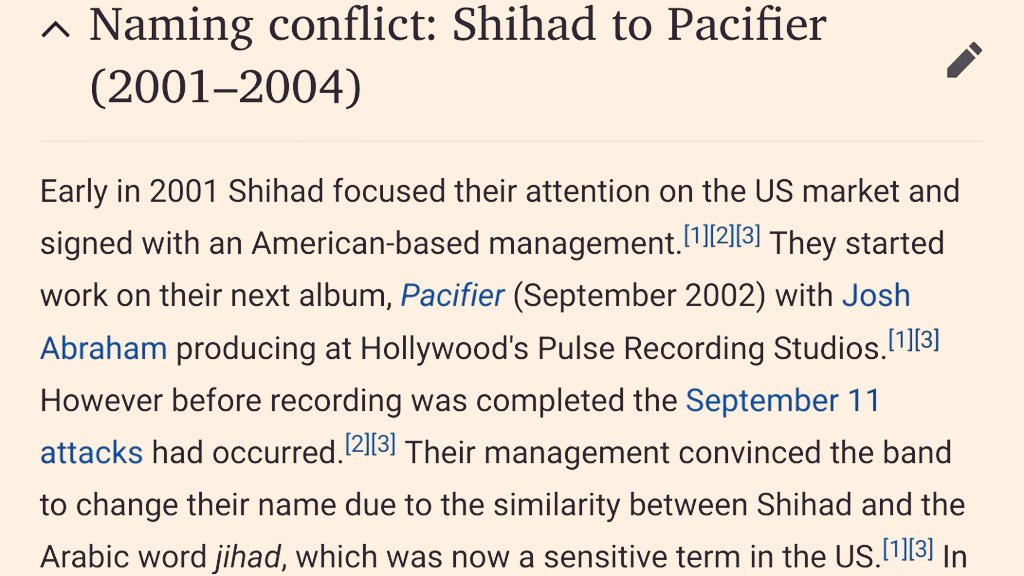 Naming conflict: Shihad to Pacifier
(2001–2004)
Early in 2001 Shihad focused their attention on the US market and
signed with an American-based management.[1][2][3] They started
work on their next album, Pacifier (September 2002) with Josh
Abraham producing at Hollywood's Pulse Recording Studios.[1][3]
However before recording was completed the September 11
attacks had occurred.[2][3] Their management convinced the band
to change their name due to the similarity between Shihad and the
Arabic word jihad, which was now a sensitive term in the US.[1][3] In